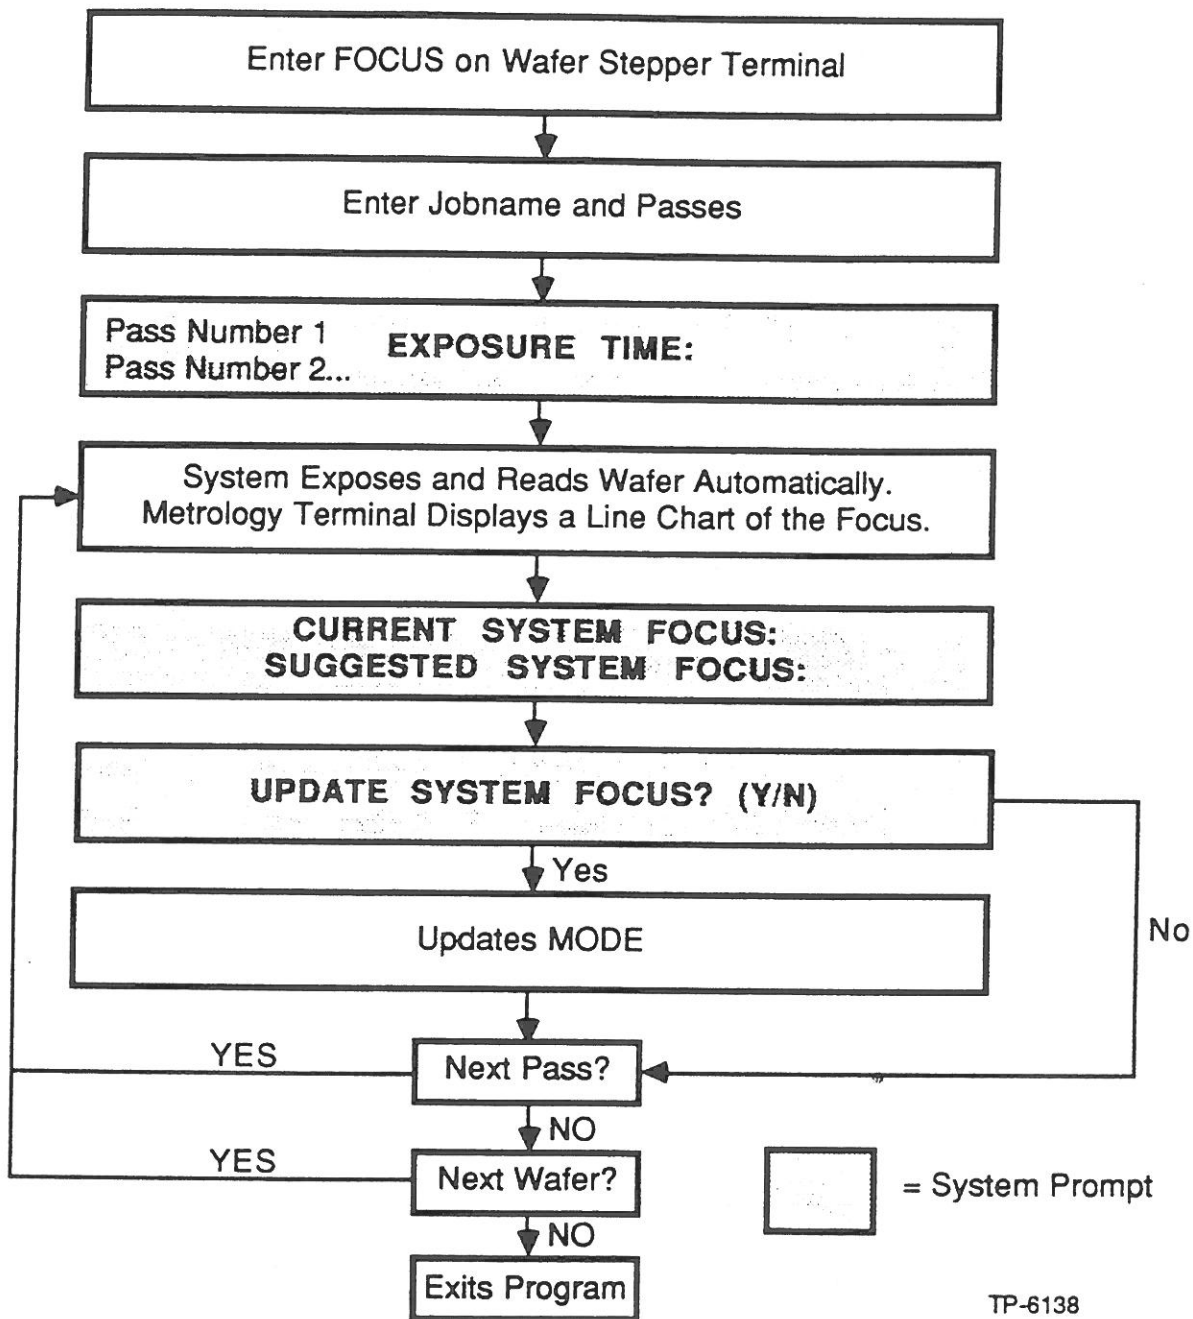 Enter FOCUS on Wafer Stepper Terminal
Enter Jobname and Passes
Pass Number 1
Pass Number 2...
EXPOSURE TIME:
System Exposes and Reads Wafer Automatically.
Metrology Terminal Displays a Line Chart of the Focus.
CURRENT SYSTEM FOCUS:
SUGGESTED SYSTEM FOCUS:
UPDATE SYSTEM FOCUS? (Y/N)
Yes
No
Updates MODE
YES
Next Pass?
NO
YES
Next Wafer?
= System Prompt
NO
Exits Program
TP-6138